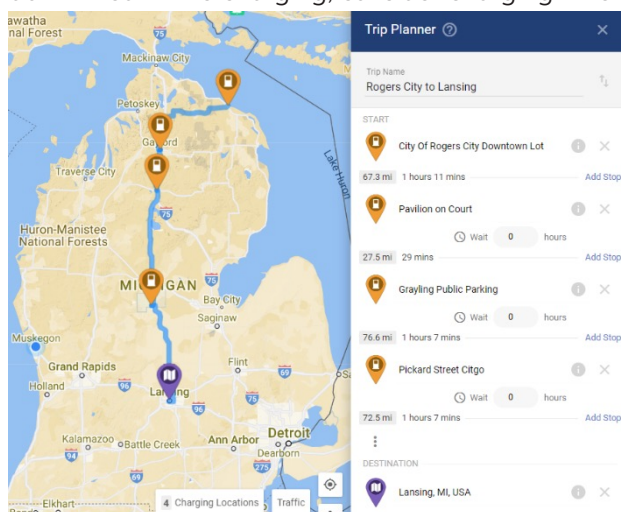 Trip Planner
Trip Name
Rogers City to Lansing
START
City Of Rogers City Downtown Lot
67.3 mi 1 hours 11 mins Add Stop
Pavilion on Court
Wait 0 hours
27.5 mi 29 mins Add Stop
Grayling Public Parking
Wait 0 hours
76.6 mi 1 hours 7 mins Add Stop
Pickard Street Citgo
Wait 0 hours
72.5 mi 1 hours 7 mins Add Stop
DESTINATION
Lansing, MI, USA
nal Forest
75
Mackinaw City
Petoskey
Gaylord
Traverse City
Lake Huron
75
Huron-Manistee
National Forests
MICHIGAN
75
Bay City
Saginaw
Muskegon
Grand Rapids
Flint
69
Holland
96
Lansing
75
96
Kalamazoo
Battle Creek
Ann Arbor
Detroit
Dearborn
94
69
275
Elkhart
4 Charging Locations
Traffic